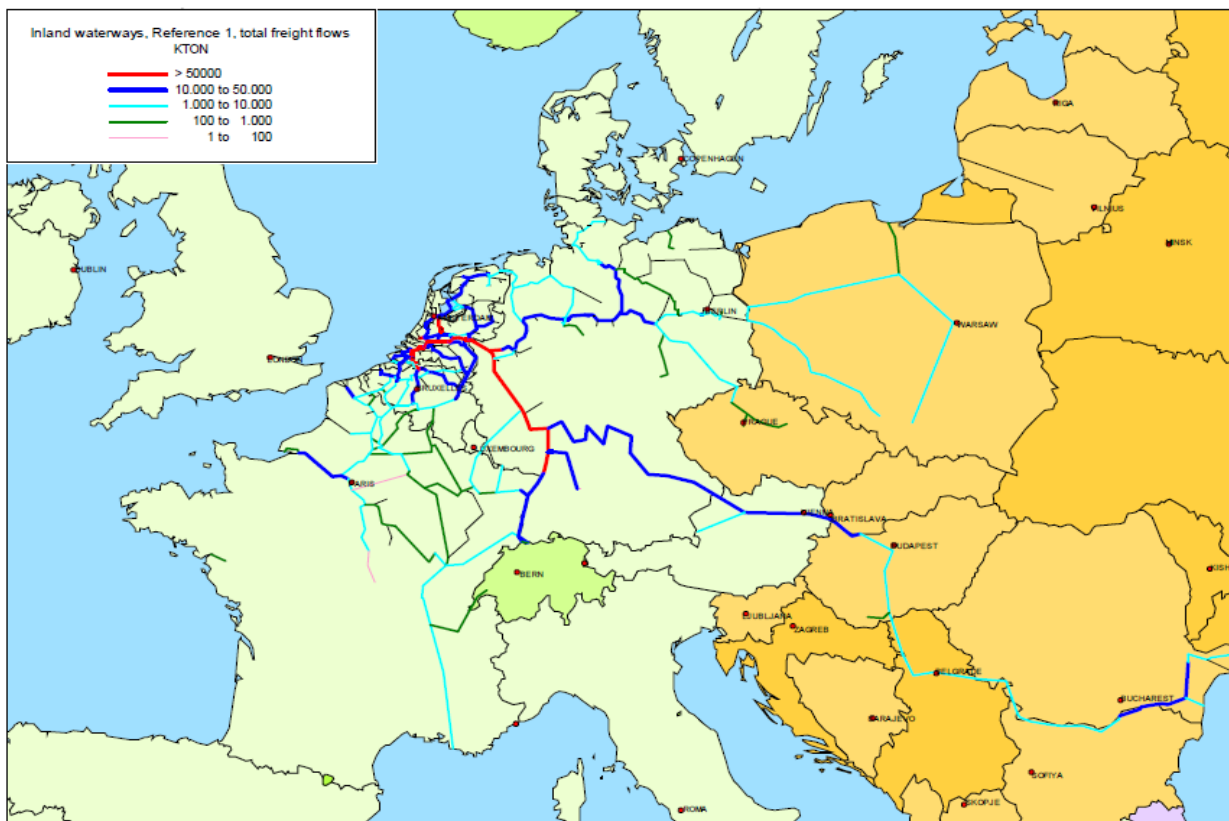 Inland waterways, Reference 1, total freight flows
KTON
> 50000
10.000 to 50.000
1.000 to 10.000
100 to 1.000
1 to 100
RIGA
COPENHAGEN
VILNIUS
MINSK
DUBLIN
BERLIN
WARSAW
BRUXELLES
PRAGUE
LUXEMBOURG
PARIS
VIENNA
BRATISLAVA
BUDAPEST
KISH
BERN
LJUBLJANA
ZAGREB
BELGRADE
BUCHAREST
SARAJEVO
SOFIYA
SKOPJE
ROMA